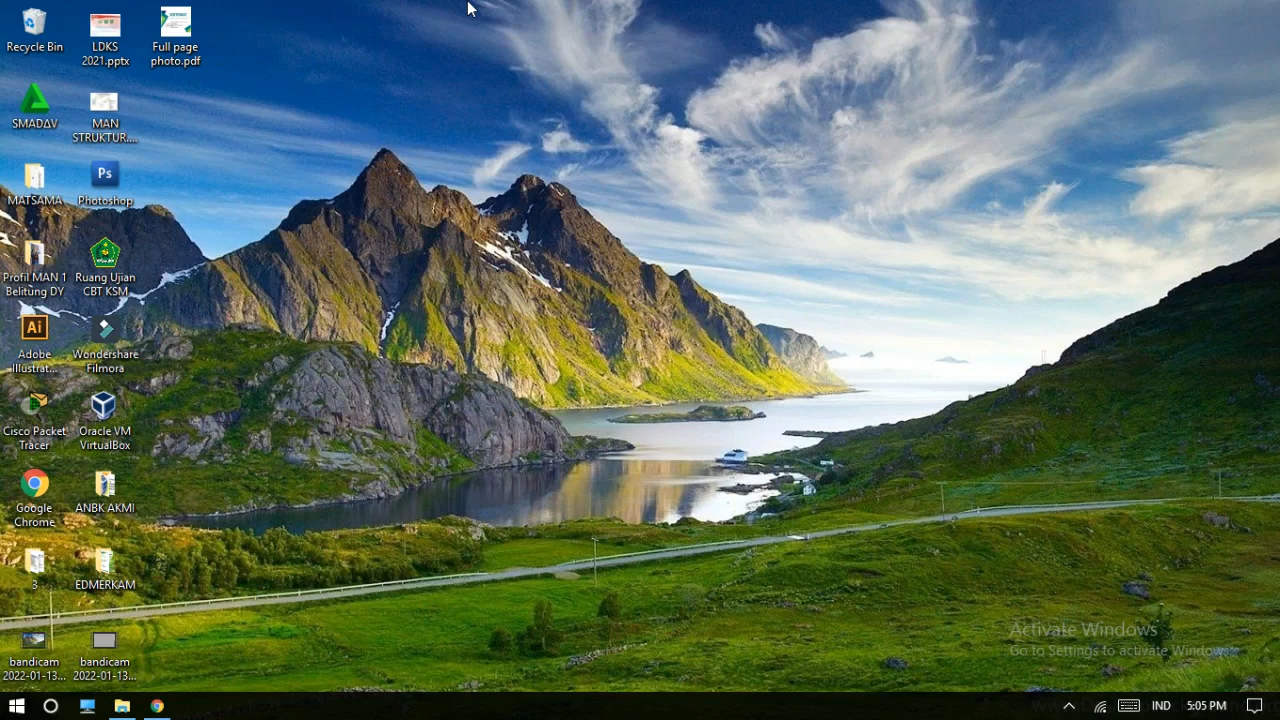 Recycle Bin
LDKS
2021.pptx
Full page
photo.pdf
SMADΔV
MAN
STRUKTUR....
MATSAMA
Ps
Photoshop
Profil MAN 1
Belitung DY
Ruang Ujian
CBT KSM
Ai
Adobe
Illustrat...
Wondershare
Filmora
Cisco Packet
Tracer
Oracle VM
VirtualBox
Google
Chrome
ANBK AKMI
3
EDMERKAM
bandicam
2022-01-13...
bandicam
2022-01-13...
Activate Windows
Go to Settings to activate Windows.
IND
5:05 PM